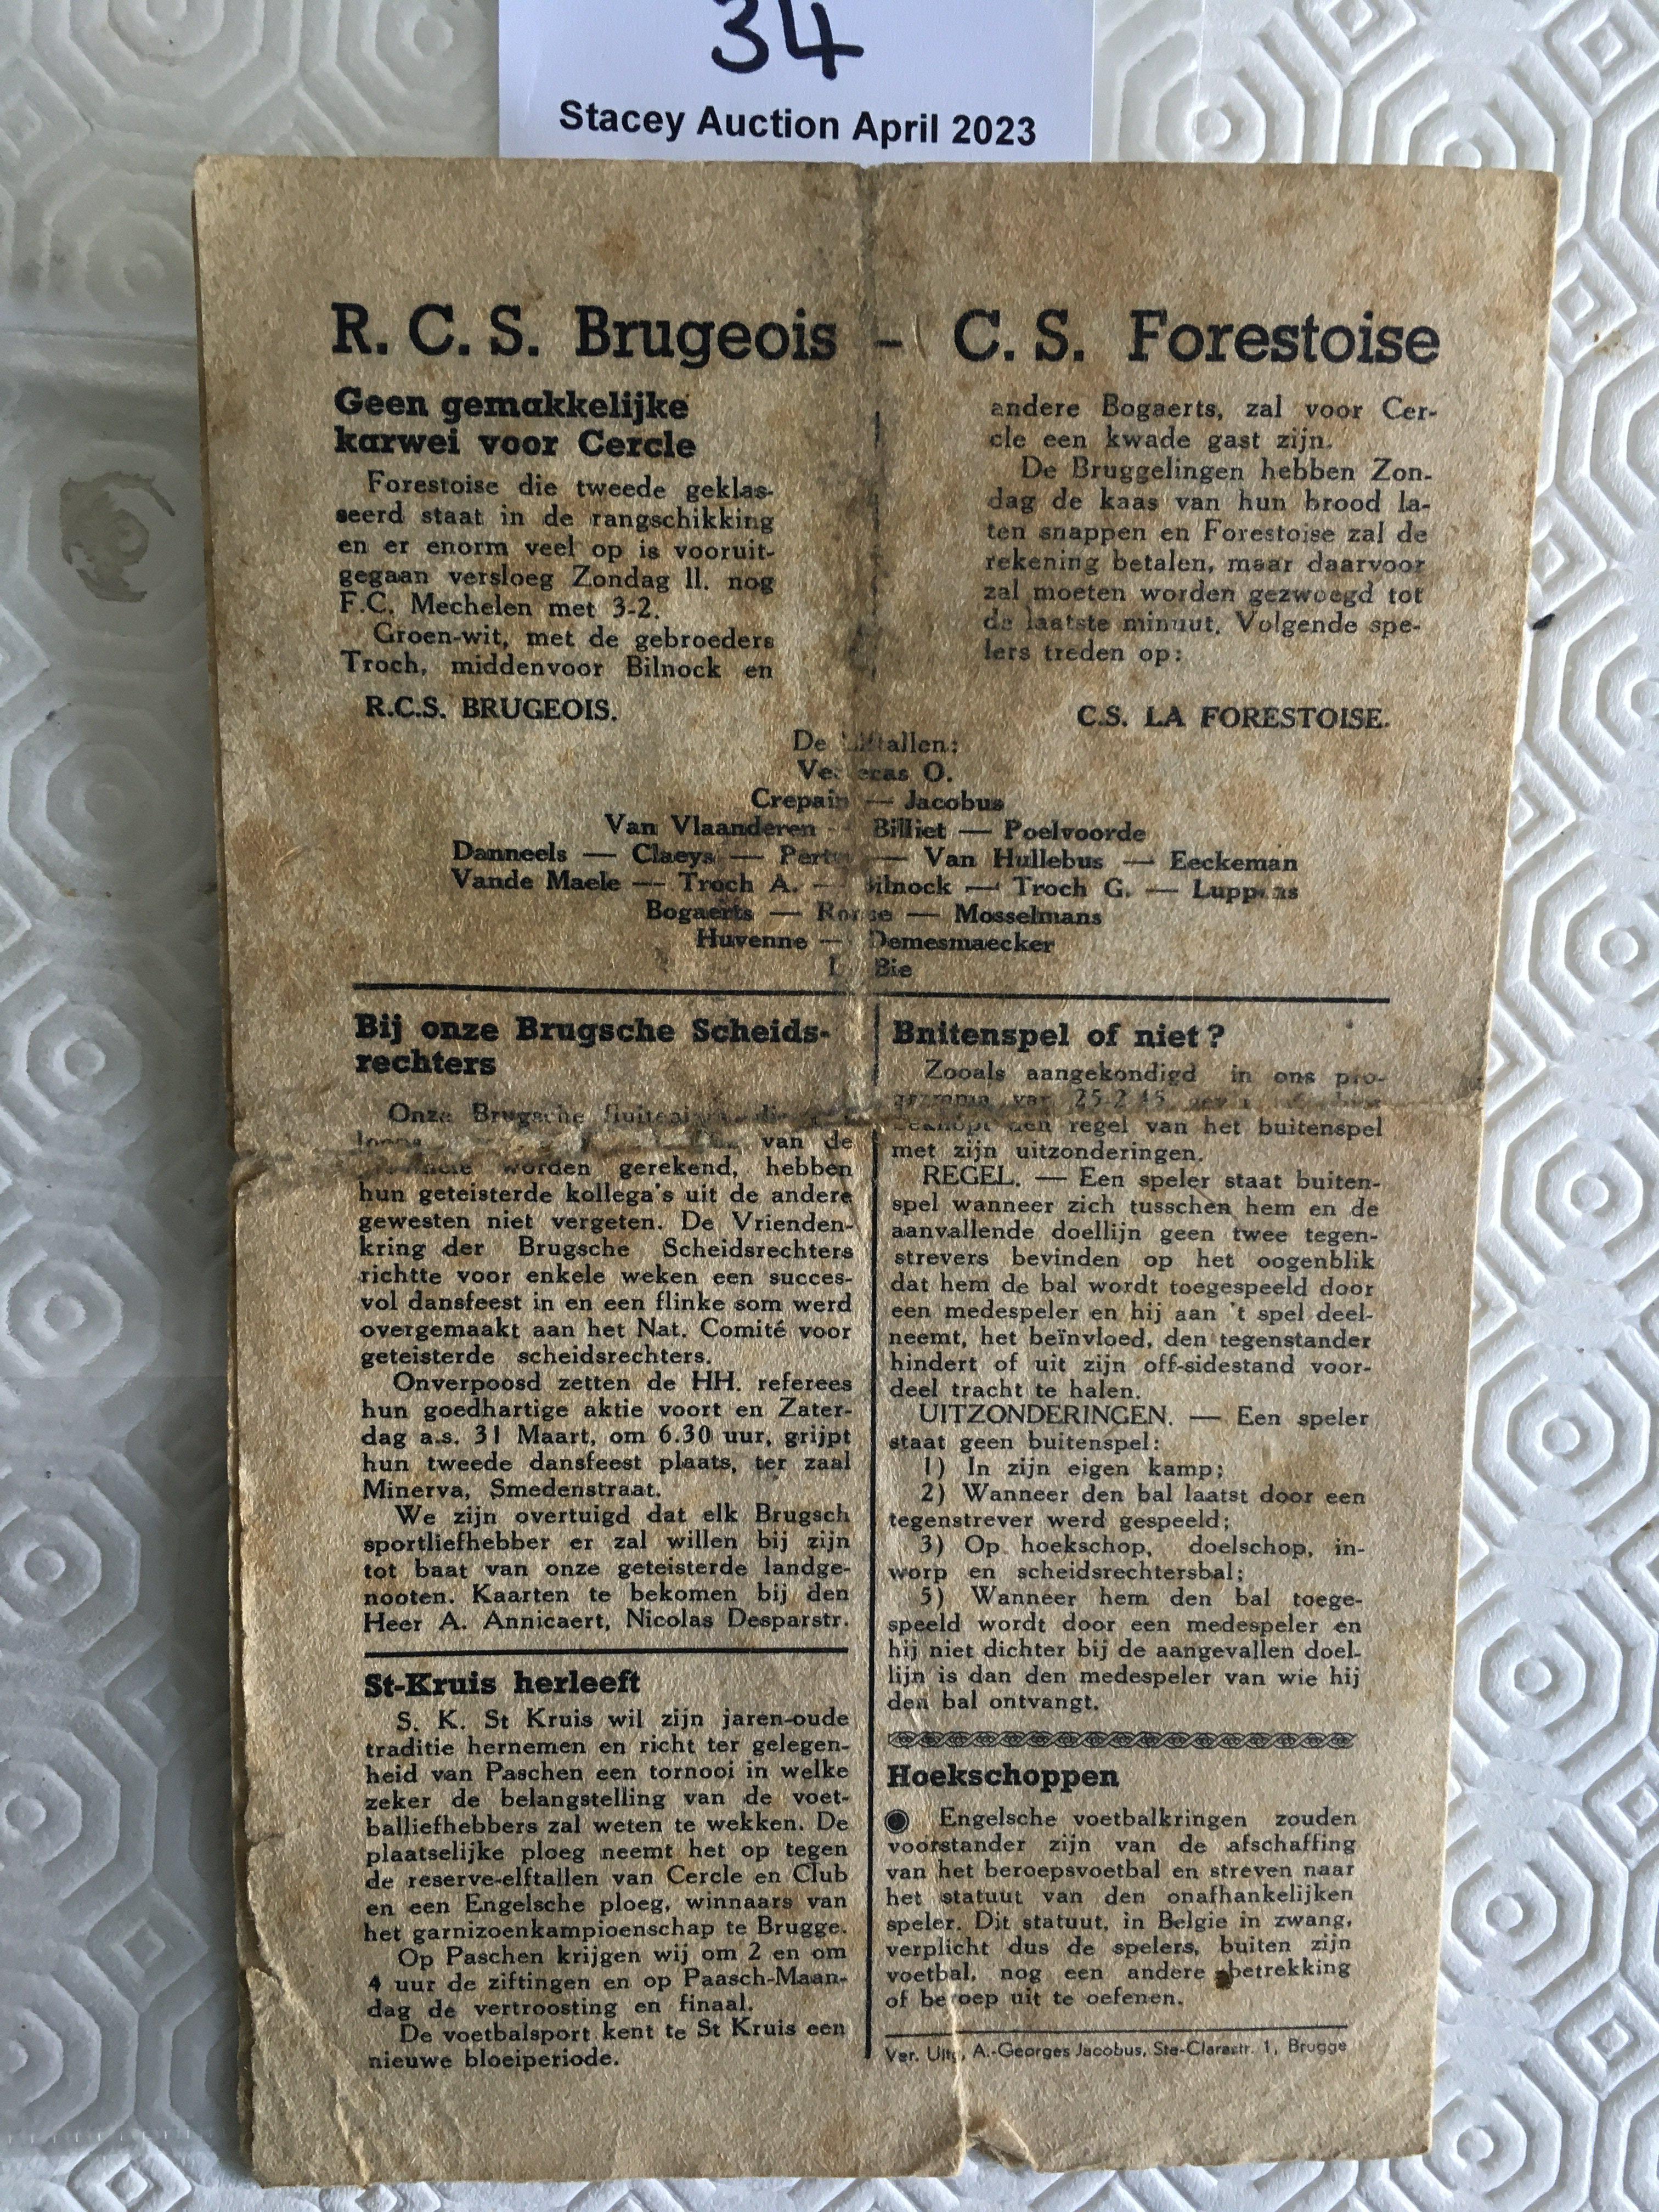 34
Stacey Auction April 2023
R. C. S. Brugeois - C. S. Forestoise
Geen gemakkelijke
karwei voor Cercle
Forestoise die tweede geklas-
seerd staat in de rangschikking
en er enorm veel op is vooruit-
gegaan versloeg Zondag ll. nog
F.C. Mechelen met 3-2.
Groen-wit, met de gebroeders
Troch, middenvoor Bilnock en
andere Bogaerts, zal voor Cer-
cle een kwade gast zijn.
De Bruggelingen hebben Zon-
dag de kaas van hun brood la-
ten snappen en Forestoise zal de
rekening betalen, maar daarvoor
zal moeten worden gezwoegd tot
de laatste minuut. Volgende spe-
lers treden op:
R.C.S. BRUGEOIS.
C.S. LA FORESTOISE.
De
O.
Crepain — Jacobus
Van Vlaanderen — Billiet — Poelvoorde
Danneels — Claeys — — Van Hullebus — Eeckeman
Vande Maele — Troch A. — Bilnock — Troch G. —
Bogaerts — — Mosselmans
Huvenne — Demesmaecker
Bie
Bij onze Brugsche Scheids-
rechters
Onze Brugsche
van de
worden gerekend, hebben
hun geteisterde kollega's uit de andere
gewesten niet vergeten. De Vrienden-
kring der Brugsche Scheidsrechters
richtte voor enkele weken een succes-
vol dansfeest in en een flinke som werd
overgemaakt aan het Nat. Comité voor
geteisterde scheidsrechters.
Onverpoosd zetten de HH. referees
hun goedhartige aktie voort en Zater-
dag a.s. 31 Maart, om 6.30 uur, grijpt
hun tweede dansfeest plaats, ter zaal
Minerva, Smedenstraat.
We zijn overtuigd dat elk Brugsch
sportliefhebber er zal willen bij zijn
tot baat van onze geteisterde landge-
nooten. Kaarten te bekomen bij den
Heer A. Annicaert, Nicolas Desparstr.
St-Kruis herleeft
S. K. St Kruis wil zijn jaren-oude
traditie hernemen en richt ter gelegen-
heid van Paschen een tornooi in welke
zeker de belangstelling van de voet-
balliefhebbers zal weten te wekken. De
plaatselijke ploeg neemt het op tegen
de reserve-elftallen van Cercle en Club
en een Engelsche ploeg, winnaars van
het garnizoenkampioenschap te Brugge.
Op Paschen krijgen wij om 2 en om
4 uur de ziftingen en op Paasch-Maan-
dag de vertroosting en finaal.
De voetbalsport kent te St Kruis een
nieuwe bloeiperiode.
Bnitenspel of niet?
Zooals aangekondigd in ons pro-
gramma van 25-2-45
beknopt den regel van het buitenspel
met zijn uitzonderingen.
REGEL. — Een speler staat buiten-
spel wanneer zich tusschen hem en de
aanvallende doellijn geen twee tegen-
strevers bevinden op het oogenblik
dat hem de bal wordt toegespeeld door
een medespeler en hij aan 't spel deel-
neemt, het beïnvloed, den tegenstander
hindert of uit zijn off-sidestand voor-
deel tracht te halen.
UITZONDERINGEN. — Een speler
staat geen buitenspel:
1) In zijn eigen kamp;
2) Wanneer den bal laatst door een
tegenstrever werd gespeeld;
3) Op hoekschop, doelschop, in-
worp en scheidsrechtersbal;
5) Wanneer hem den bal toege-
speeld wordt door een medespeler en
hij niet dichter bij de aangevallen doel-
lijn is dan den medespeler van wie hij
den bal ontvangt.
Hoekschoppen
● Engelsche voetbalkringen zouden
voorstander zijn van de afschaffing
van het beroepsvoetbal en streven naar
het statuut van den onafhankelijken
speler. Dit statuut, in Belgie in zwang,
verplicht dus de spelers, buiten zijn
voetbal, nog een andere betrekking
of beroep uit te oefenen.
Ver. Uitg, A.-Georges Jacobus, Ste-Clarastr. 1, Brugge